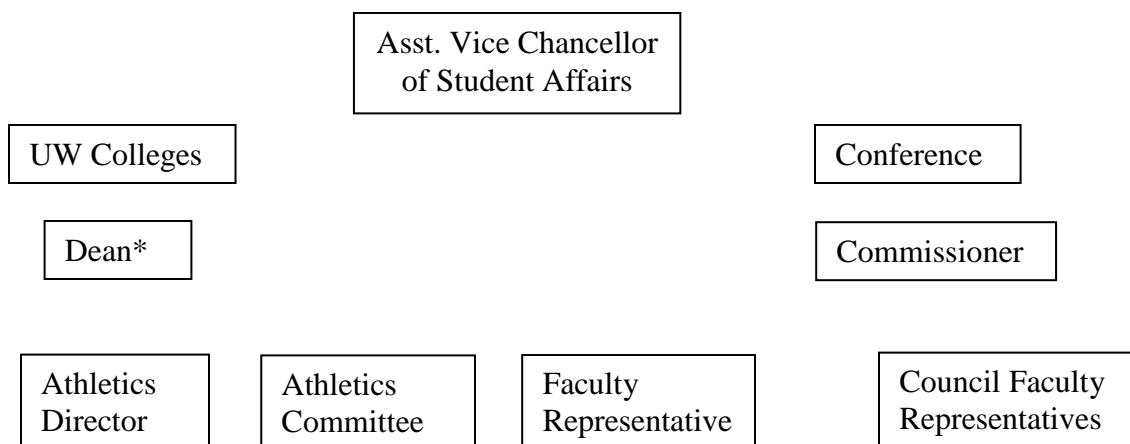 Asst. Vice Chancellor
of Student Affairs
UW Colleges
Conference
Dean*
Commissioner
Athletics
Director
Athletics
Committee
Faculty
Representative
Council Faculty
Representatives